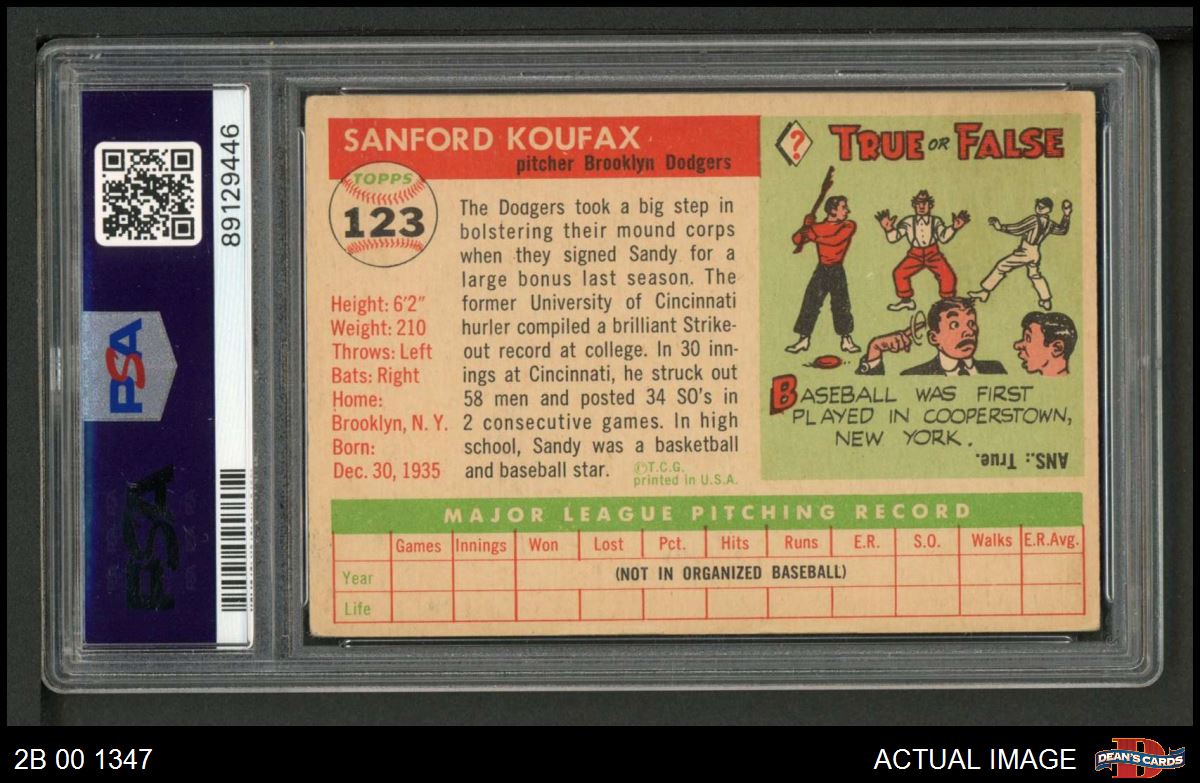 89129446
PSA
PSA
SANFORD KOUFAX
pitcher Brooklyn Dodgers
TOPPS
123
Height: 6'2"
Weight: 210
Throws: Left
Bats: Right
Home:
Brooklyn, N. Y.
Born:
Dec. 30, 1935
The Dodgers took a big step in
bolstering their mound corps
when they signed Sandy for a
large bonus last season. The
former University of Cincinnati
hurler compiled a brilliant Strike-
out record at college. In 30 inn-
ings at Cincinnati, he struck out
58 men and posted 34 SO's in
2 consecutive games. In high
school, Sandy was a basketball
and baseball star.
©T.C.G.
printed in U.S.A.
?
TRUE OR FALSE
BASEBALL WAS FIRST
PLAYED IN COOPERSTOWN,
NEW YORK.
ANS.: True.
MAJOR LEAGUE PITCHING RECORD
Games Innings Won Lost Pct. Hits Runs E.R. S.O. Walks E.R.Avg.
Year (NOT IN ORGANIZED BASEBALL)
Life
2B 00 1347
ACTUAL IMAGE
D
DEAN'S CARDS